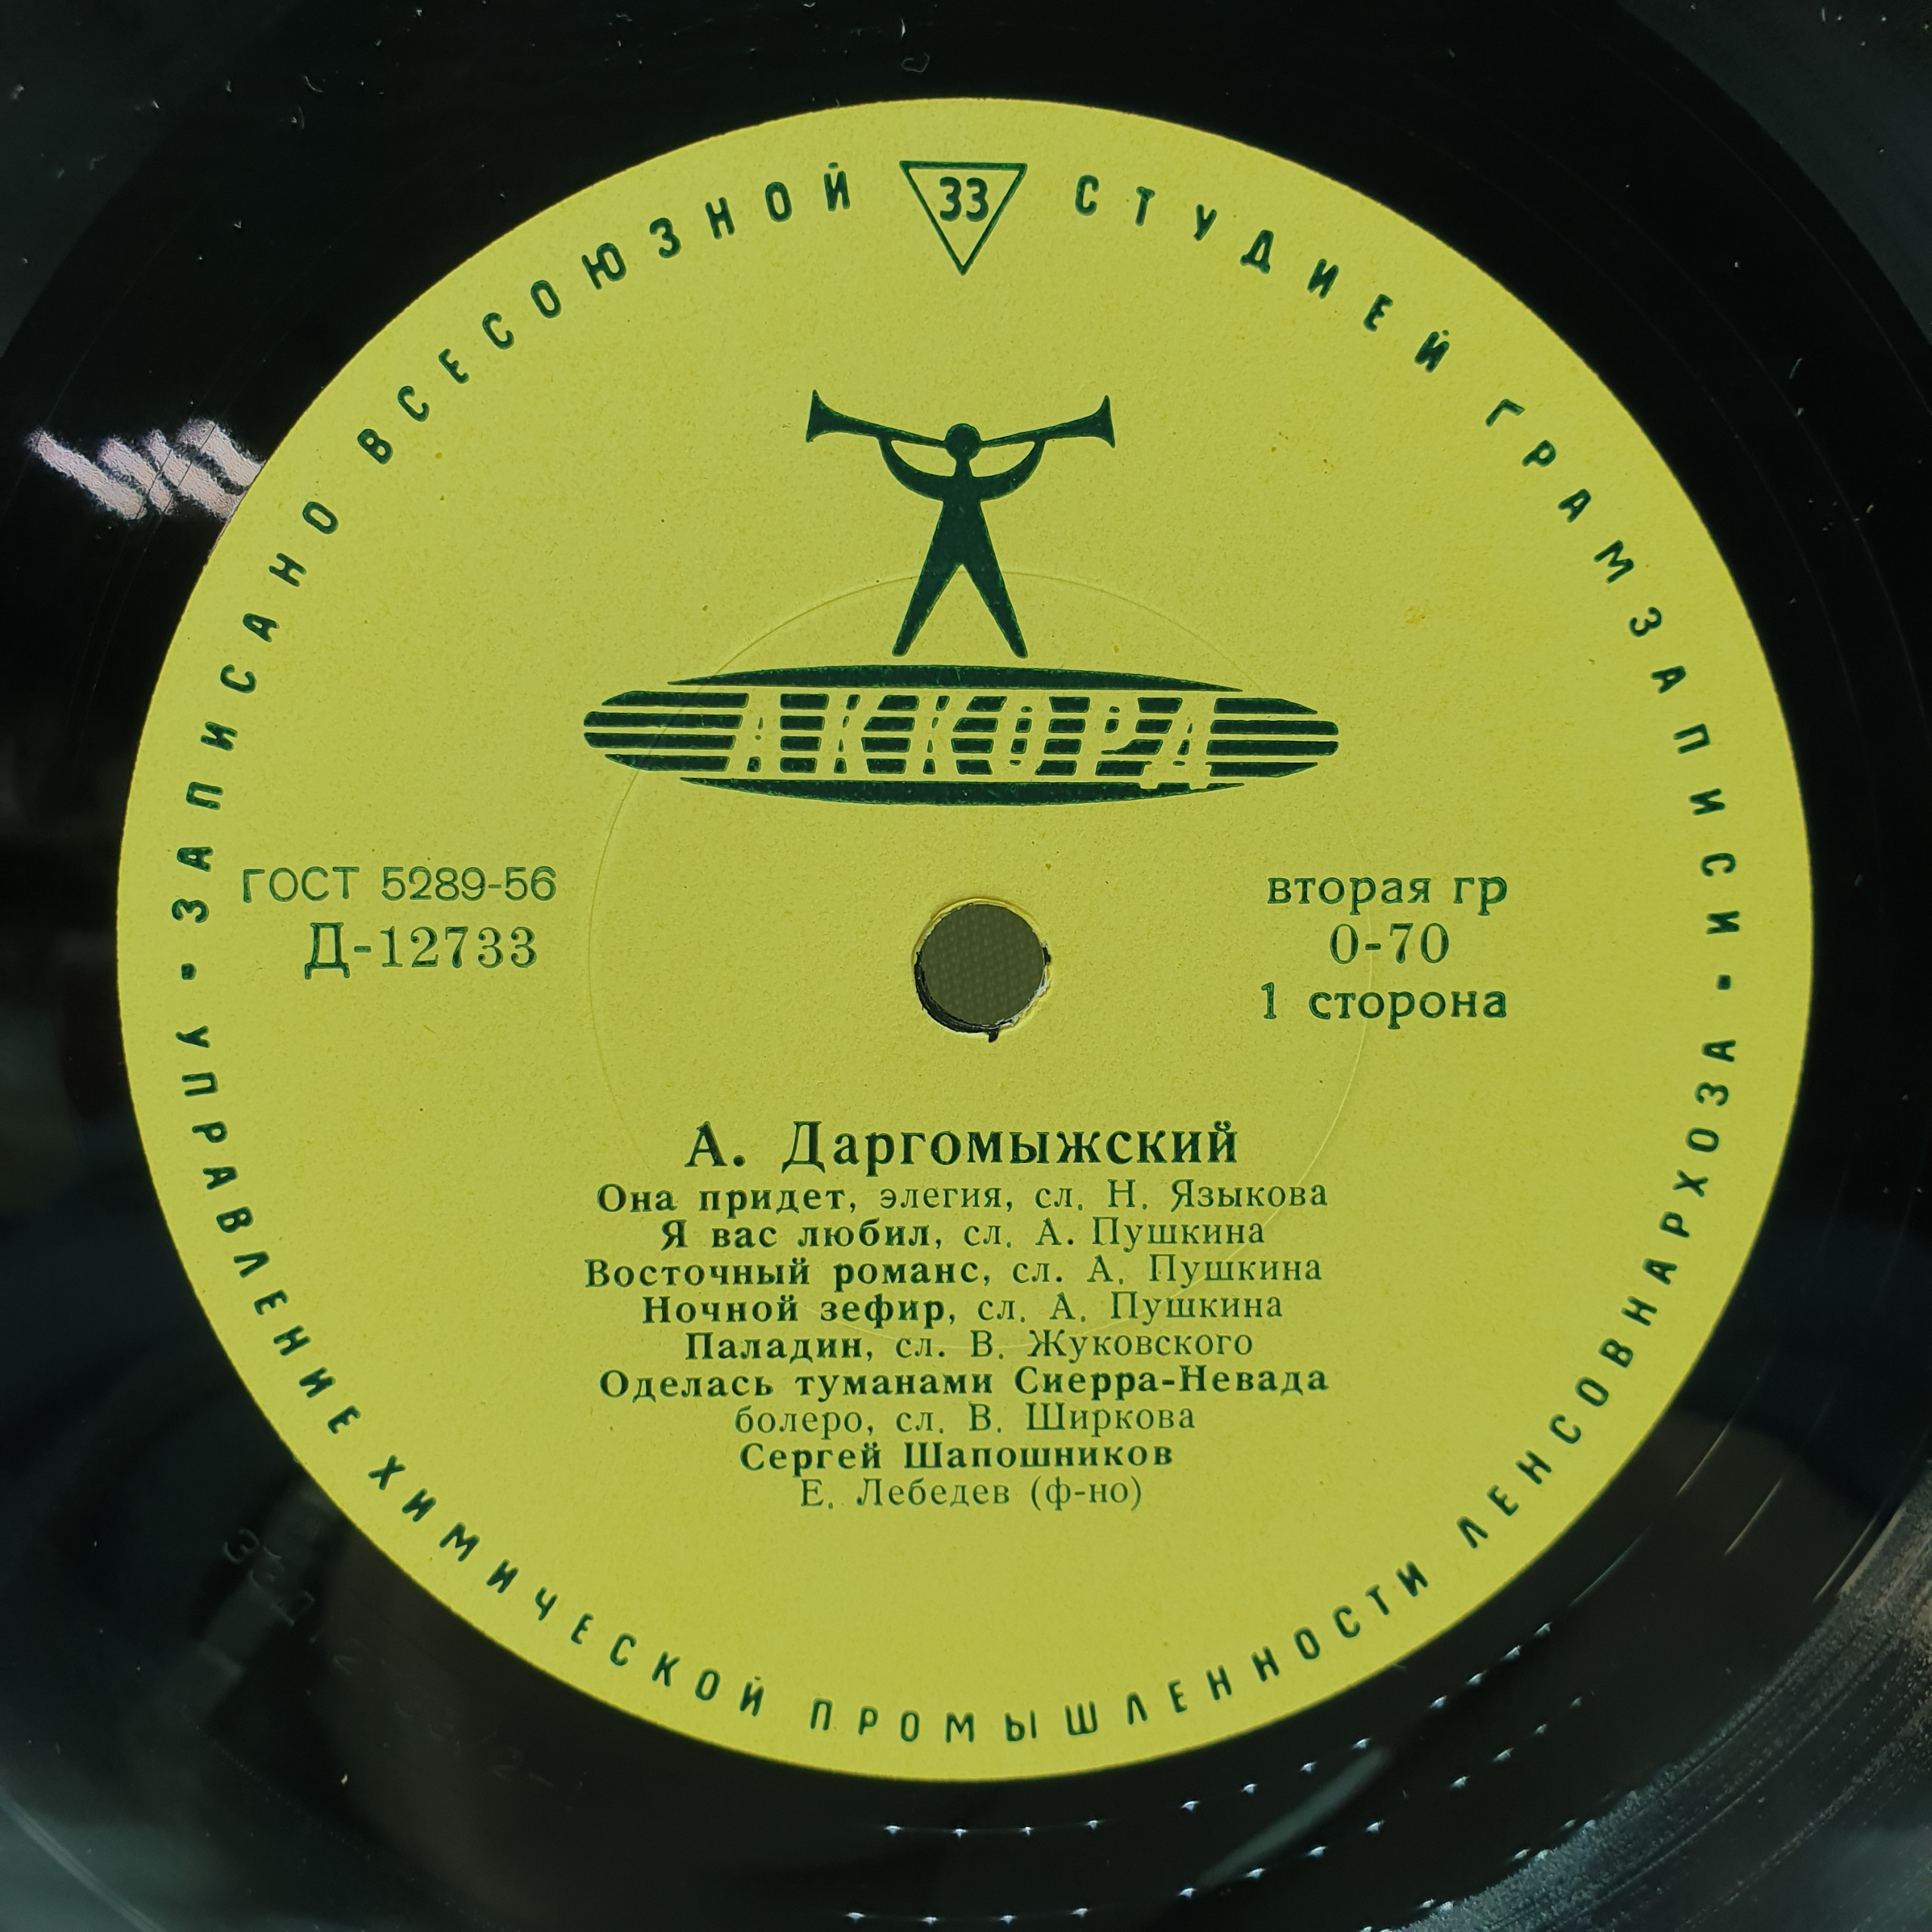 ЗАПИСАНО ВСЕСОЮЗНОЙ СТУДИЕЙ ГРАМЗАПИСИ
33
АККОРД
ГОСТ 5289-56
Д-12733
вторая гр
0-70
1 сторона
А. Даргомыжский
Она придет, элегия, сл. Н. Языкова
Я вас любил, сл. А. Пушкина
Восточный романс, сл. А. Пушкина
Ночной зефир, сл. А. Пушкина
Паладин, сл. В. Жуковского
Оделась туманами Сиерра-Невада
болеро, сл. В. Ширкова
Сергей Шапошников
Е. Лебедев (ф-но)
УПРАВЛЕНИЕ ХИМИЧЕСКОЙ ПРОМЫШЛЕННОСТИ ЛЕНСОВНАРХОЗА